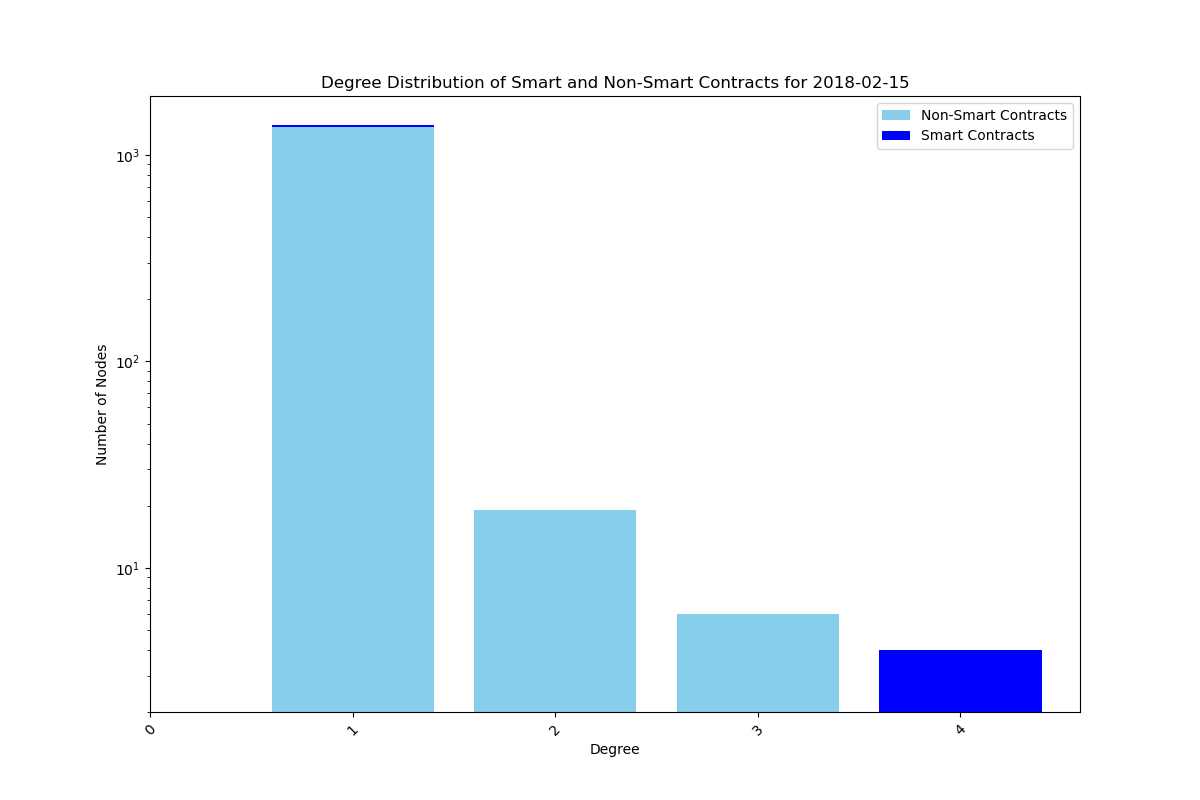 Degree Distribution of Smart and Non-Smart Contracts for 2018-02-15
Non-Smart Contracts
Smart Contracts
Number of Nodes
10³
10²
10¹
0
1
2
3
4
Degree